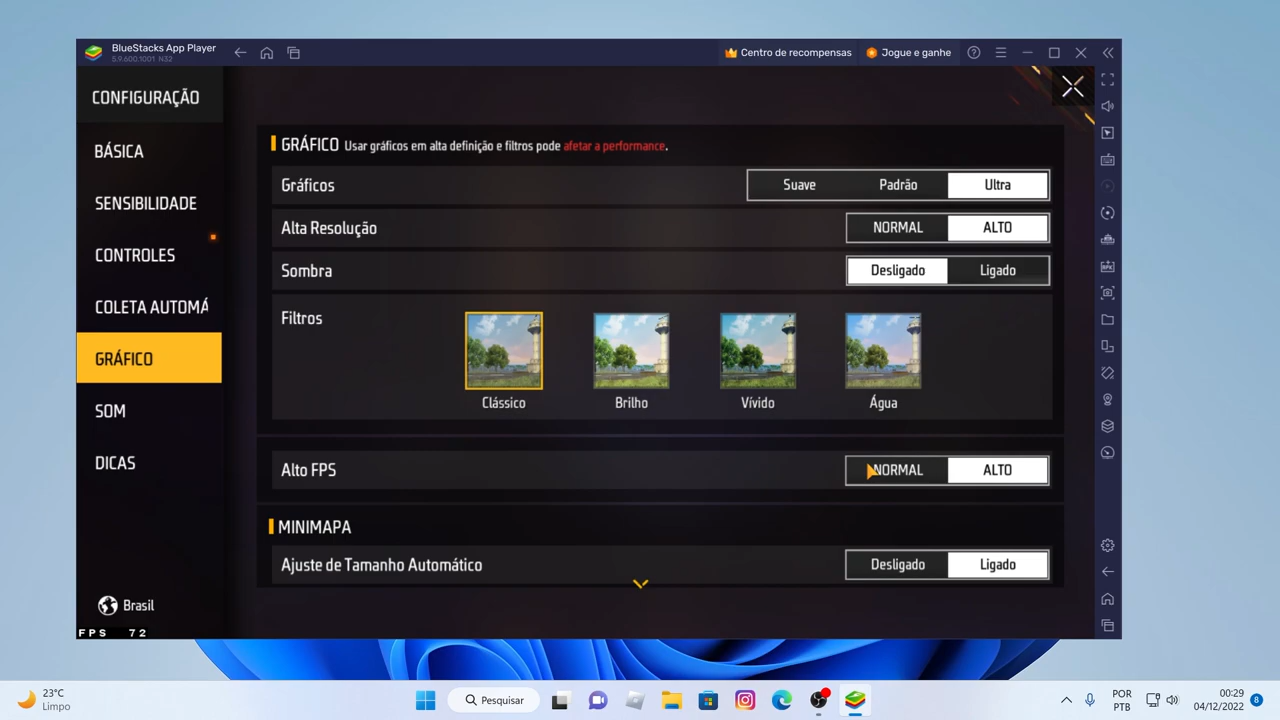 BlueStacks App Player
5.9.600.1001 N32
Centro de recompensas
Jogue e ganhe
CONFIGURAÇÃO
BÁSICA
SENSIBILIDADE
CONTROLES
COLETA AUTOMÁ
GRÁFICO
SOM
DICAS
Brasil
FPS 72
GRÁFICO Usar gráficos em alta definição e filtros pode afetar a performance.
Gráficos Suave Padrão Ultra
Alta Resolução NORMAL ALTO
Sombra Desligado Ligado
Filtros
Clássico Brilho Vívido Água
Alto FPS NORMAL ALTO
MINIMAPA
Ajuste de Tamanho Automático Desligado Ligado
23°C
Limpo
Pesquisar
POR
PTB
00:29
04/12/2022
8